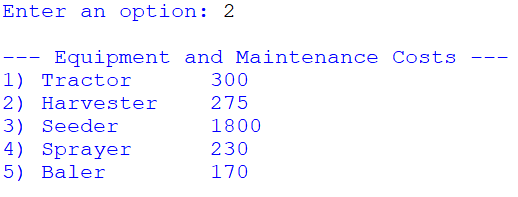 Enter an option: 2
--- Equipment and Maintenance Costs ---
1) Tractor 300
2) Harvester 275
3) Seeder 1800
4) Sprayer 230
5) Baler 170